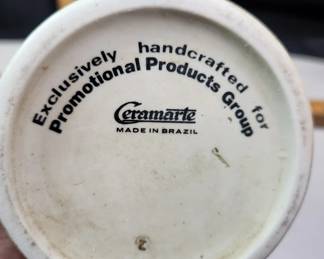 Exclusively handcrafted for
Promotional Products Group
Ceramarte
MADE IN BRAZIL